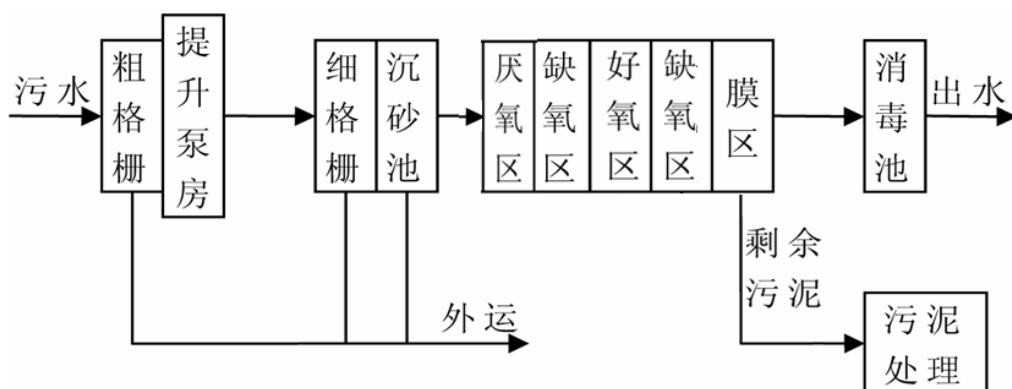 污水
粗格栅
提升泵房
细格栅
沉砂池
厌氧区
缺氧区
好氧区
缺氧区
膜区
消毒池
出水
剩余
污泥
外运
污泥
处理